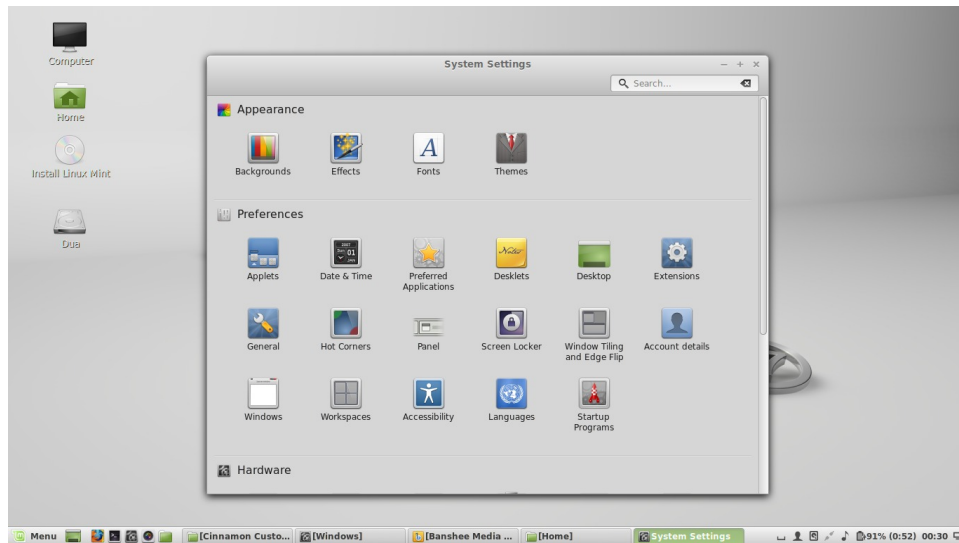 Computer
Home
Install Linux Mint
Dua
System Settings
Search...
Appearance
Backgrounds
Effects
Fonts
Themes
Preferences
Applets
Date & Time
Preferred
Applications
Desklets
Desktop
Extensions
General
Hot Corners
Panel
Screen Locker
Window Tiling
and Edge Flip
Account details
Windows
Workspaces
Accessibility
Languages
Startup
Programs
Hardware
Menu
[Cinnamon Custo...
[Windows]
[Banshee Media ...
[Home]
System Settings
91% (0:52) 00:30